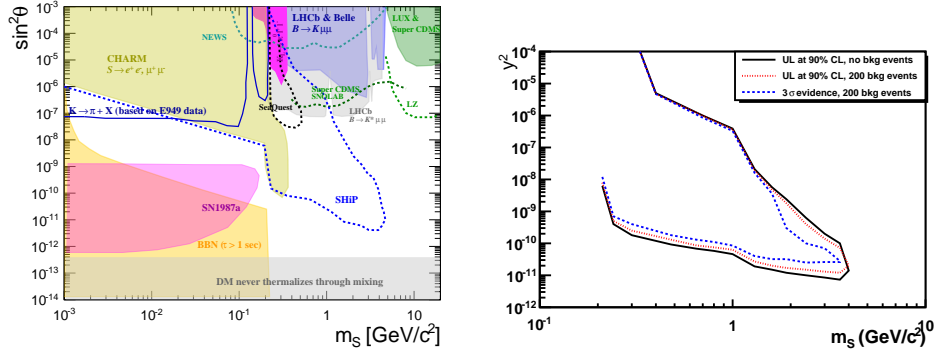 sin²θ
10⁻³
10⁻⁴
10⁻⁵
10⁻⁶
10⁻⁷
10⁻⁸
10⁻⁹
10⁻¹⁰
10⁻¹¹
10⁻¹²
10⁻¹³
10⁻¹⁴
NEWS
LHCb & Belle
B→Kμμ
LUX &
Super CDMS
CHARM
S→e⁺e⁻, μ⁺μ⁻
Super CDMS
SNOLAB
SeaQuest
LZ
K→π+ X (based on E949 data)
LHCb
B→K* μμ
SN1987a
SHiP
BBN (τ > 1 sec)
DM never thermalizes through mixing
10⁻³
10⁻²
10⁻¹
1
10
m_S [GeV/c²]
y²
10⁻⁴
10⁻⁵
10⁻⁶
10⁻⁷
10⁻⁸
10⁻⁹
10⁻¹⁰
10⁻¹¹
10⁻¹²
UL at 90% CL, no bkg events
UL at 90% CL, 200 bkg events
3σ evidence, 200 bkg events
10⁻¹
1
10
m_S (GeV/c²)